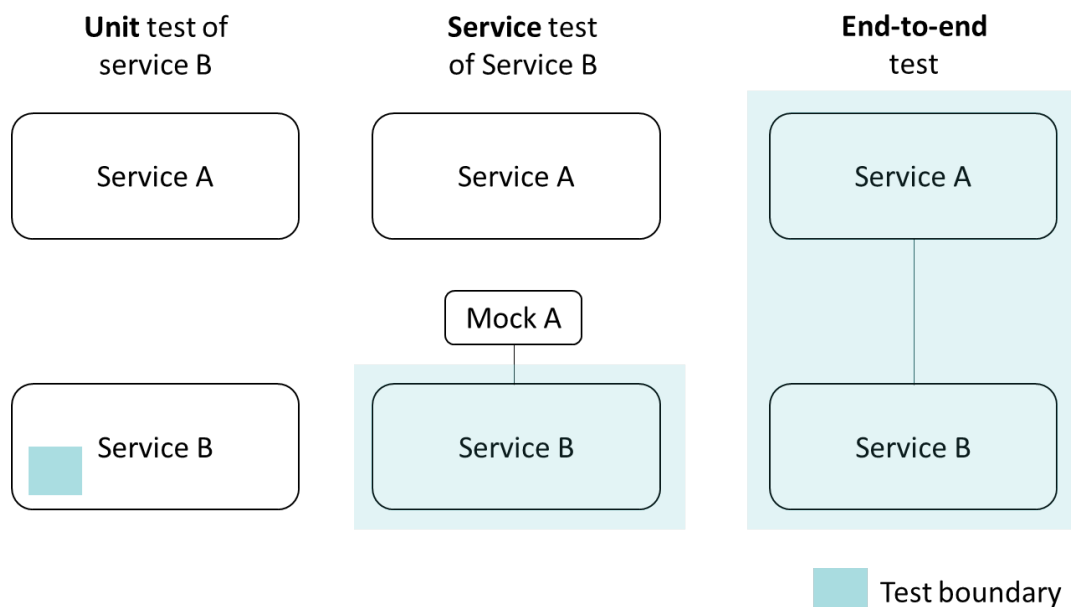 Unit test of
service B
Service test
of Service B
End-to-end
test
Service A
Service A
Service A
Mock A
Service B
Service B
Service B
Test boundary